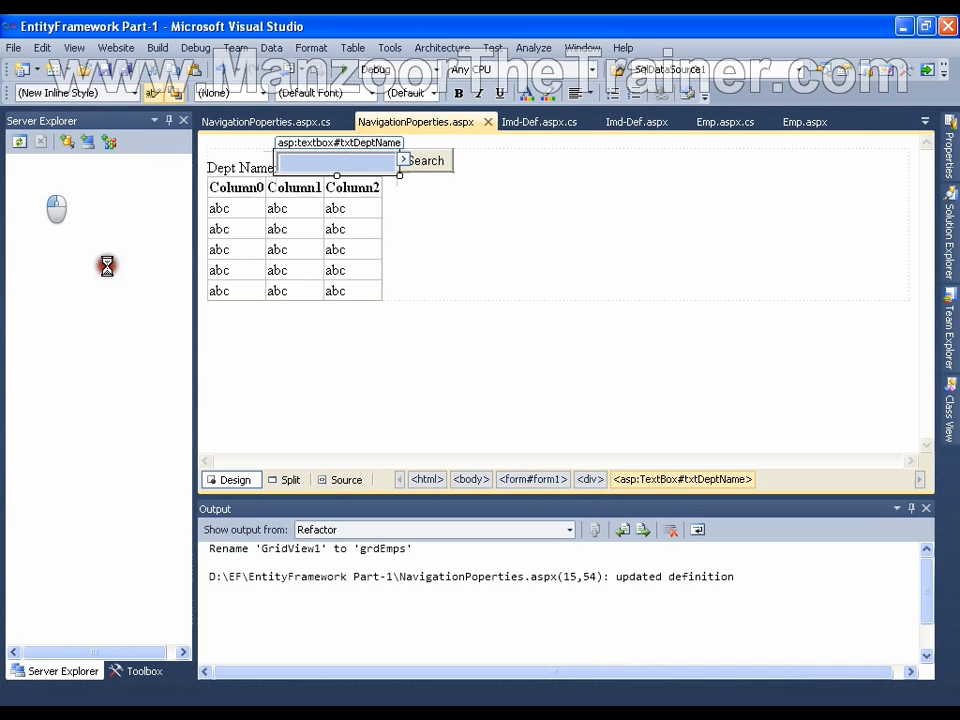 EntityFramework Part-1 - Microsoft Visual Studio
File Edit View Website Build Debug Team Data Format Table Tools Architecture Test Analyze Window Help
www.ManzoorTheTrainer.com
Debug Any CPU SqlDataSource1
(New Inline Style) (None) (Default Font) (Default B I U A
Server Explorer
NavigationPoperties.aspx.cs NavigationPoperties.aspx Imd-Def.aspx.cs Imd-Def.aspx Emp.aspx.cs Emp.aspx
asp:textbox#txtDeptName
Dept Name: Search
Column0 Column1 Column2
abc abc abc
abc abc abc
abc abc abc
abc abc abc
abc abc abc
Properties
Solution Explorer
Team Explorer
Class View
Design Split Source <html> <body> <form#form1> <div> <asp:TextBox#txtDeptName>
Output
Show output from: Refactor
Rename 'GridView1' to 'grdEmps'
D:\EF\EntityFramework Part-1\NavigationPoperties.aspx(15,54): updated definition
Server Explorer Toolbox